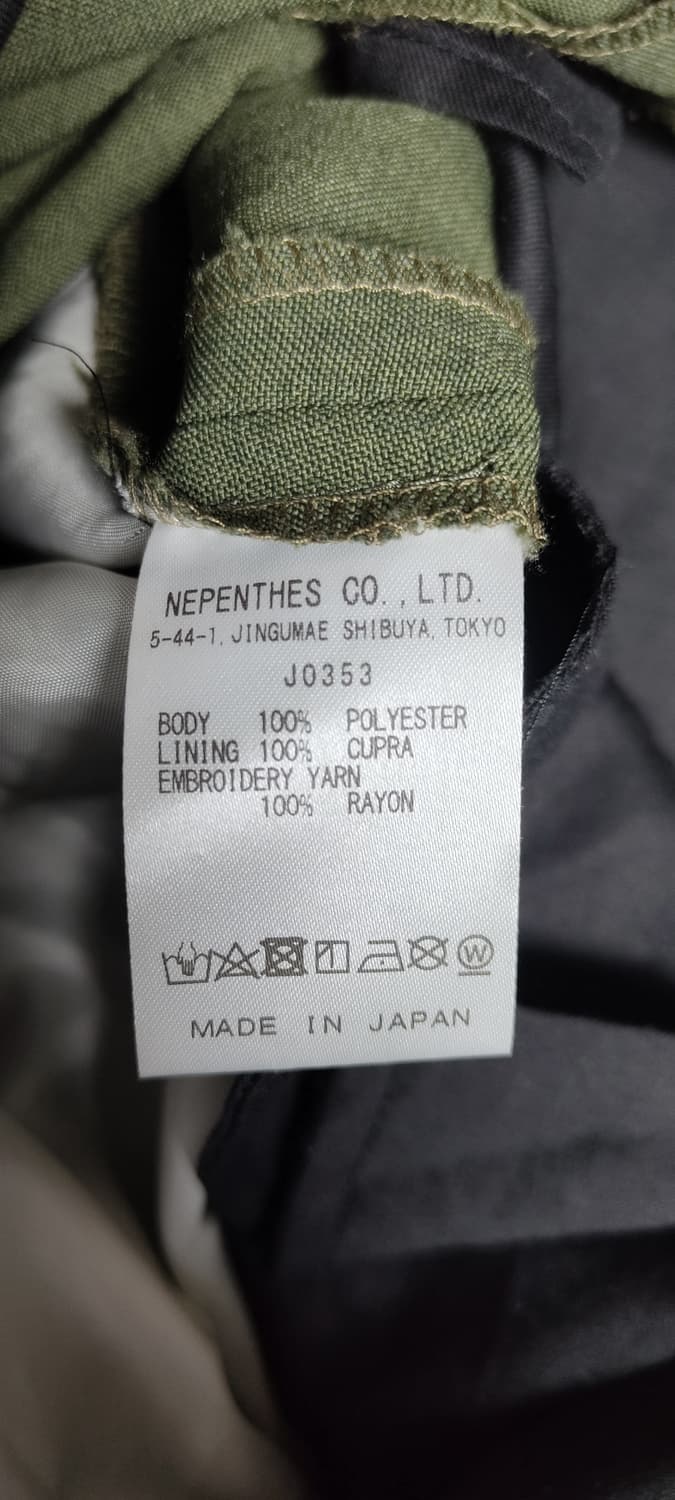 NEPENTHES CO.,LTD.
5-44-1, JINGUMAE SHIBUYA, TOKYO
J0353
BODY 100% POLYESTER
LINING 100% CUPRA
EMBROIDERY YARN
100% RAYON
W
MADE IN JAPAN